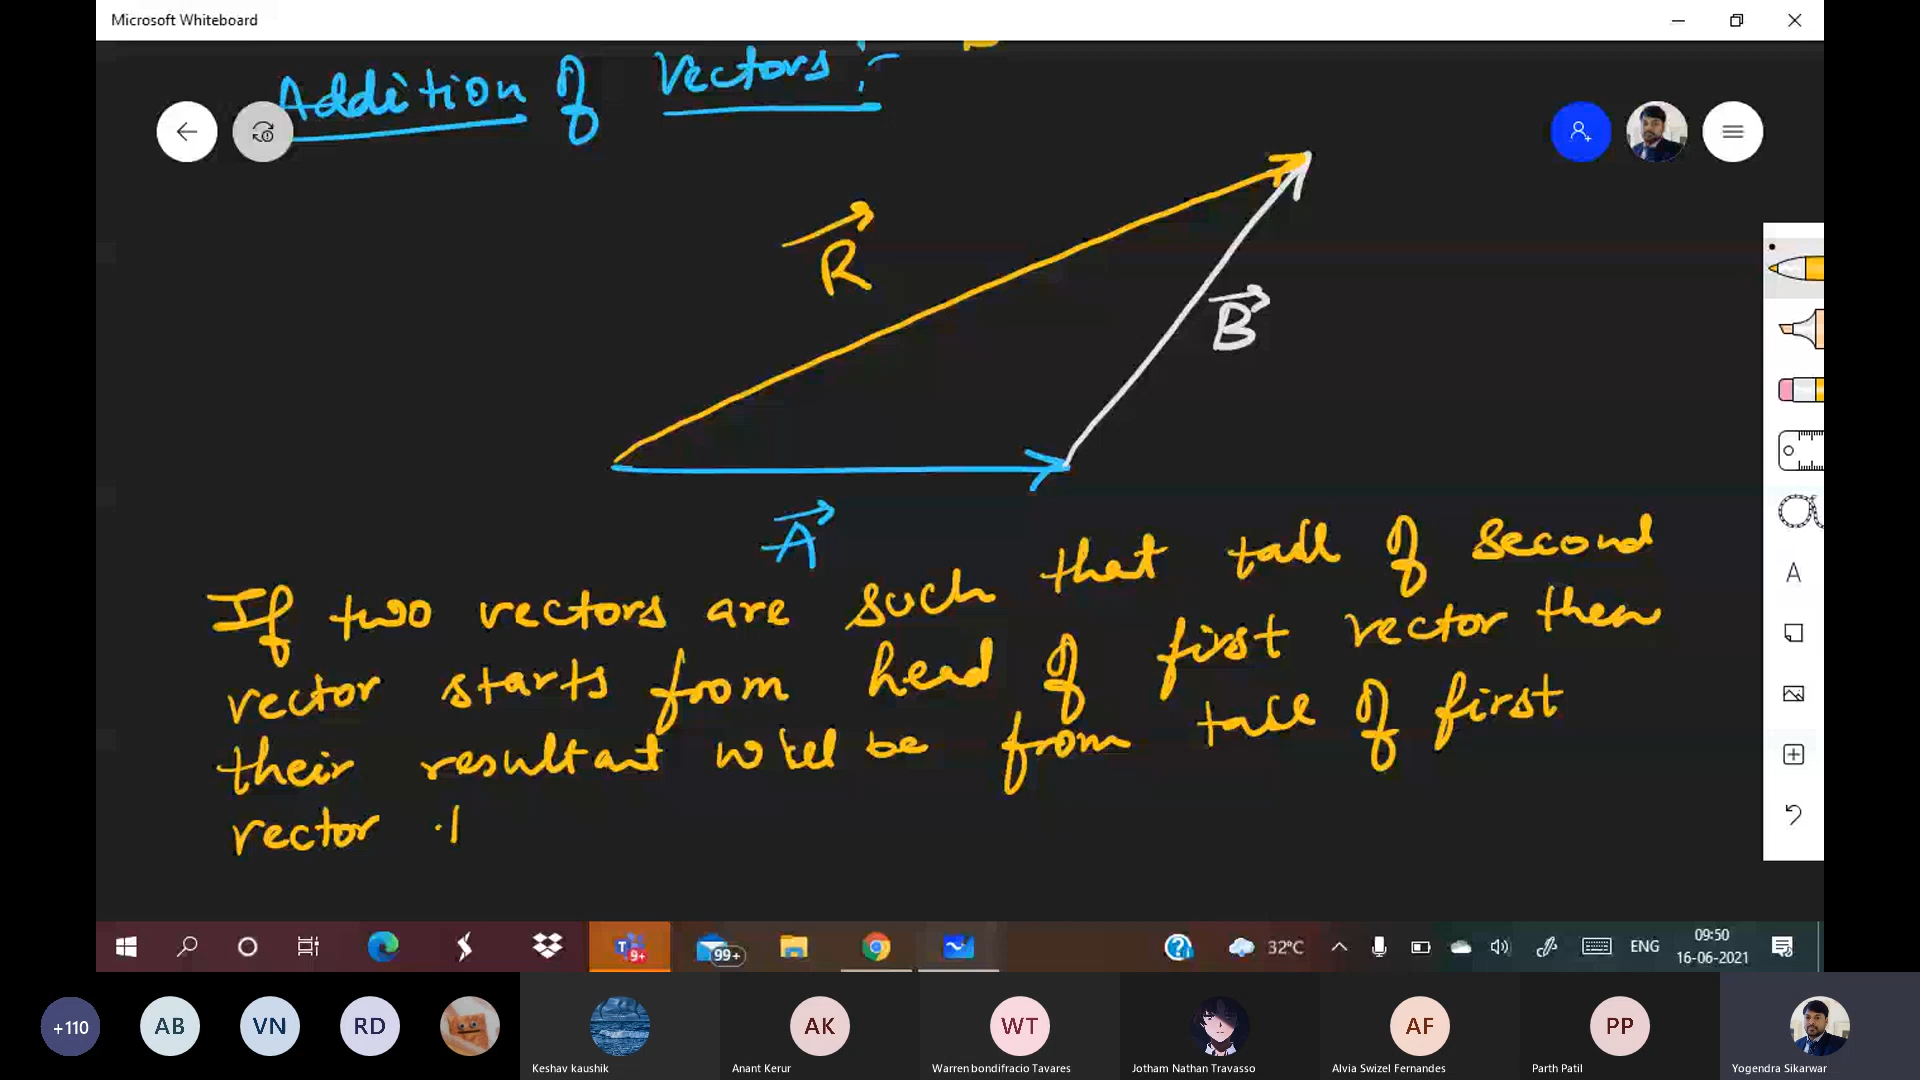 Microsoft Whiteboard
Addition of Vectors:-
R
B
A
If two vectors are such that tail of second
vector starts from head of first vector then
their resultant will be from tail of first
vector
A
T 9+
99+
32°C
ENG
09:50
16-06-2021
+110
AB
VN
RD
AK
WT
AF
PP
Keshav kaushik
Anant Kerur
Warren bondifracio Tavares
Jotham Nathan Travasso
Alvia Swizel Fernandes
Parth Patil
Yogendra Sikarwar